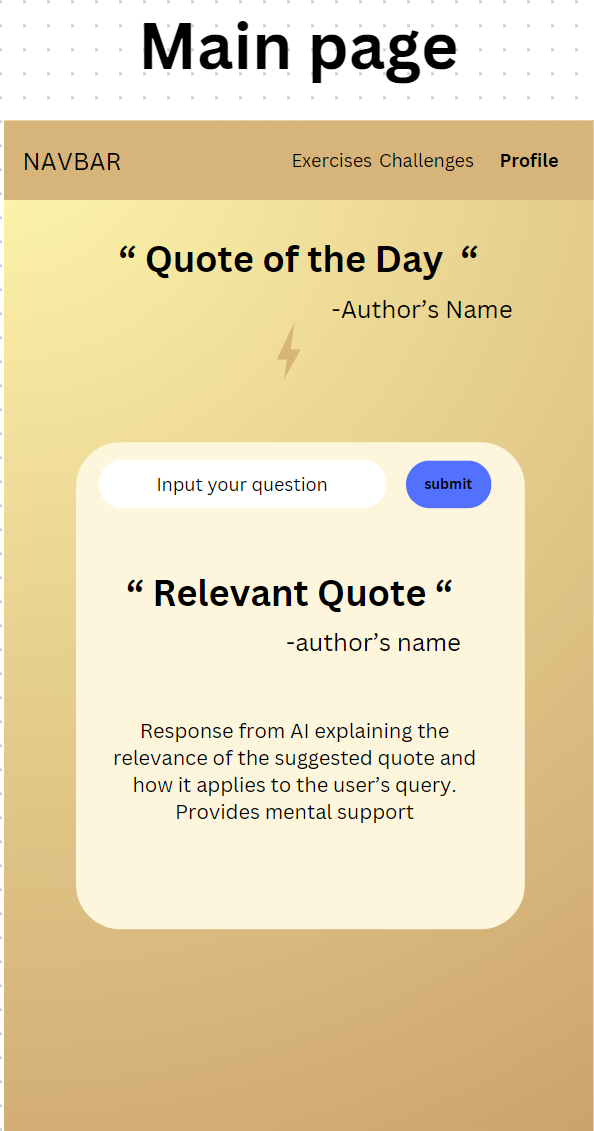 Main page
NAVBAR Exercises Challenges Profile
“ Quote of the Day “
-Author’s Name
Input your question submit
“ Relevant Quote “
-author’s name
Response from AI explaining the
relevance of the suggested quote and
how it applies to the user’s query.
Provides mental support